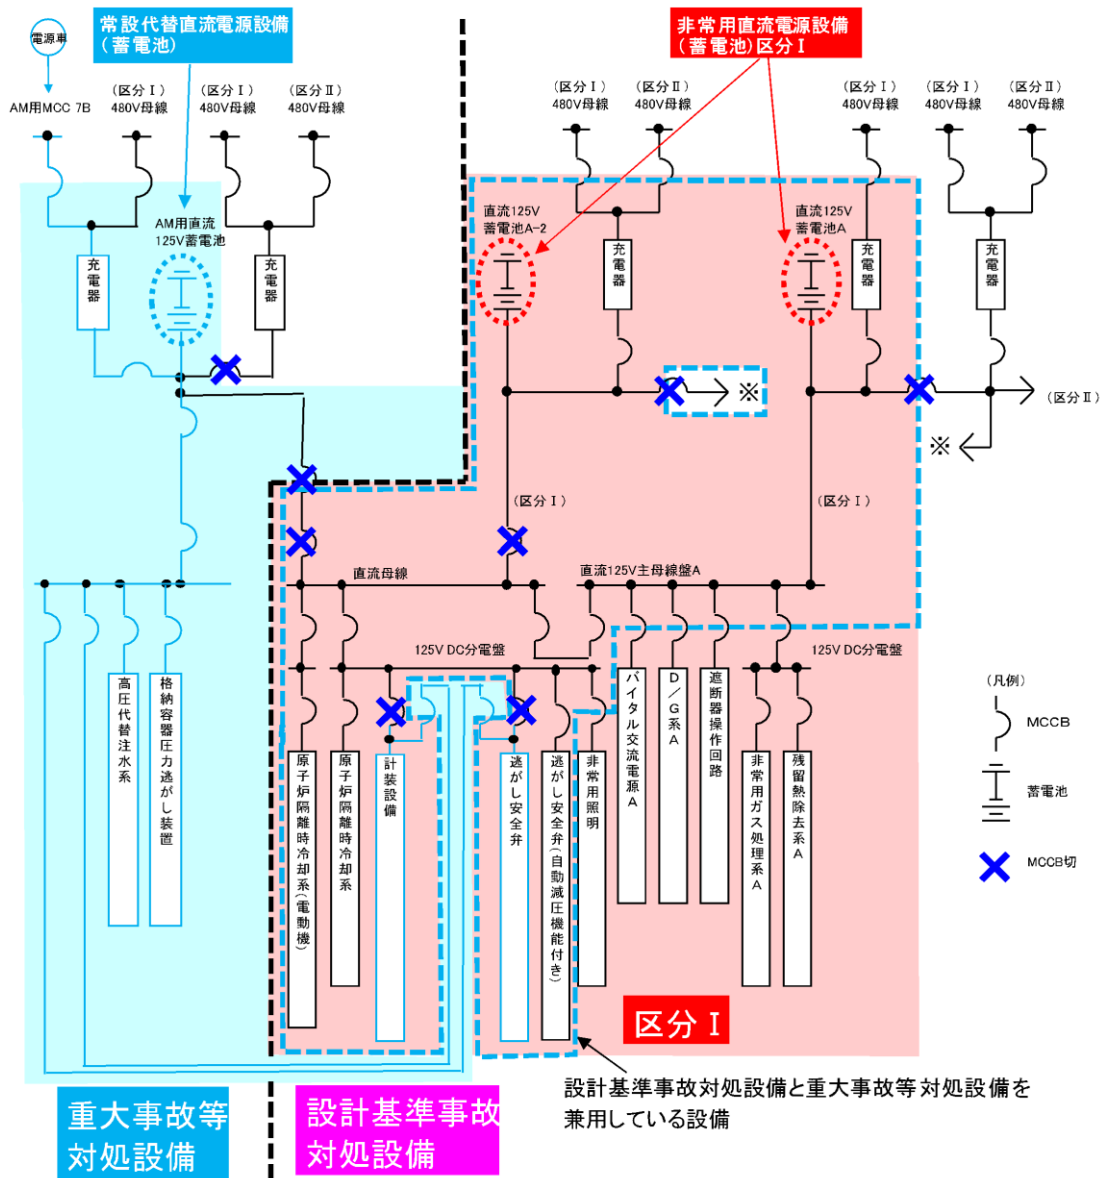 常設代替直流電源設備
(蓄電池)
非常用直流電源設備
(蓄電池)区分Ⅰ
電源車
AM用MCC 7B
(区分Ⅰ)
480V母線
(区分Ⅰ)
480V母線
(区分Ⅱ)
480V母線
(区分Ⅰ)
480V母線
(区分Ⅱ)
480V母線
(区分Ⅰ)
480V母線
(区分Ⅰ)
480V母線
(区分Ⅱ)
480V母線
AM用直流
125V蓄電池
直流125V
蓄電池A-2
直流125V
蓄電池A
充電器
充電器
充電器
充電器
充電器
※
(区分Ⅱ)
※
(区分Ⅰ)
(区分Ⅰ)
直流母線
直流125V主母線盤A
125V DC分電盤
125V DC分電盤
高圧代替注水系
格納容器圧力逃がし装置
原子炉隔離時冷却系(電動機)
原子炉隔離時冷却系
計装設備
逃がし安全弁
逃がし安全弁(自動減圧機能付き)
非常用照明
バイタル交流電源A
D/G系A
遮断器操作回路
非常用ガス処理系A
残留熱除去系A
(凡例)
MCCB
蓄電池
MCCB切
区分Ⅰ
設計基準事故対処設備と重大事故等対処設備を
兼用している設備
重大事故等
対処設備
設計基準事故
対処設備